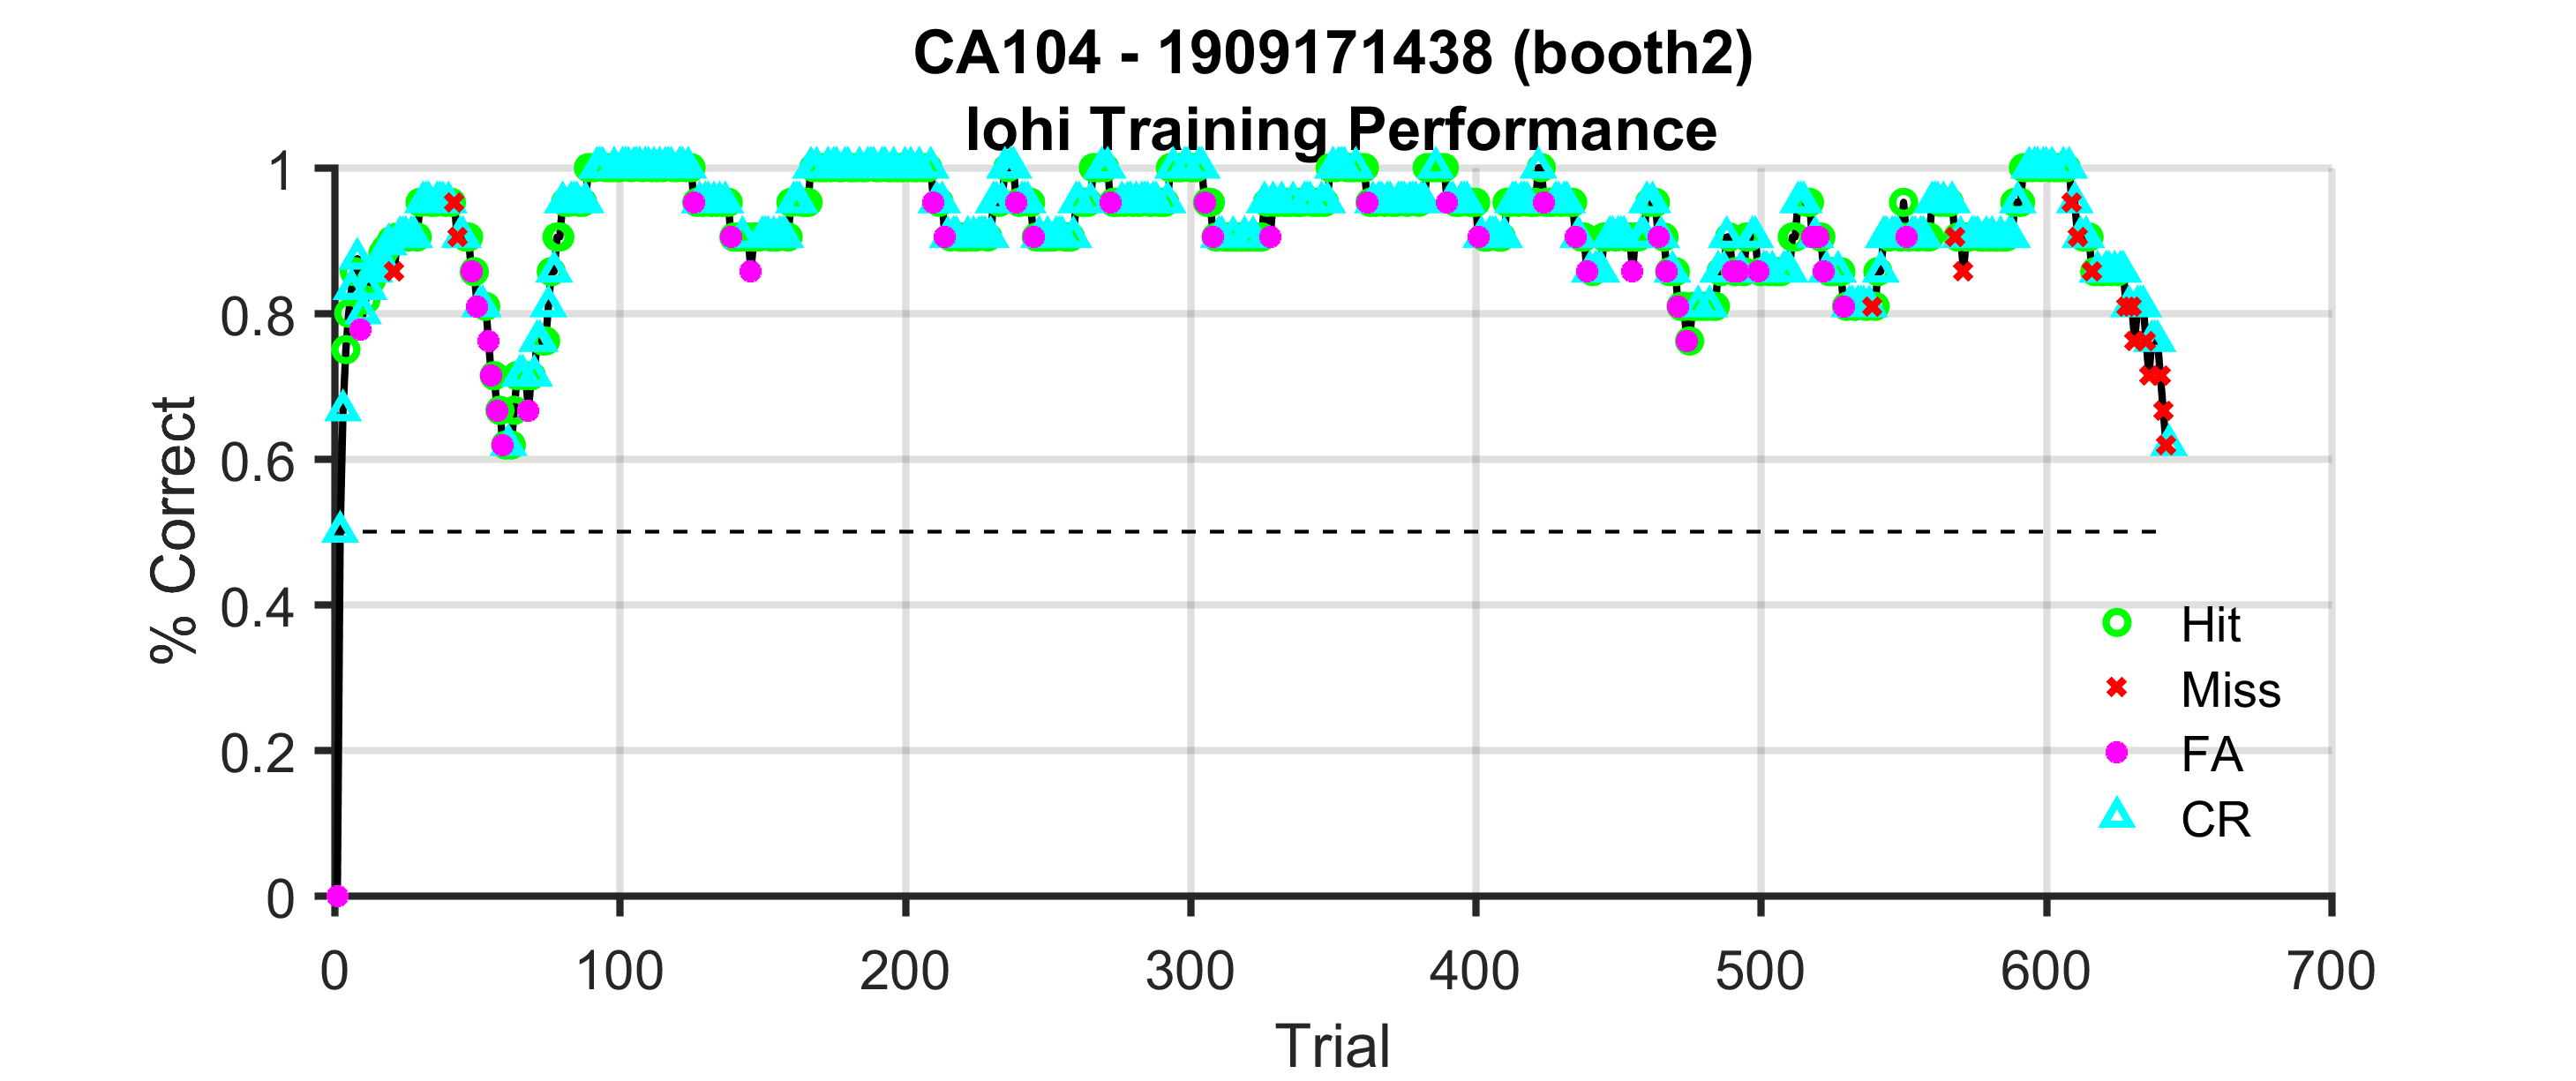 CA104 - 1909171438 (booth2)
lohi Training Performance
% Correct
1
0.8
0.6
0.4
0.2
0
0 100 200 300 400 500 600 700
Trial
Hit
Miss
FA
CR